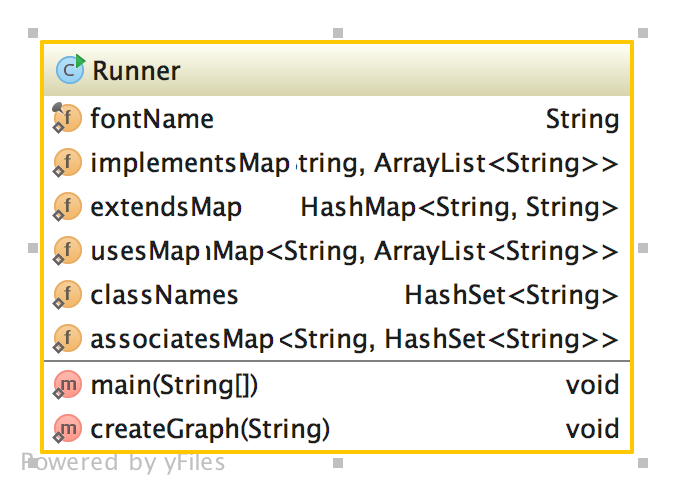 C Runner
f fontName String
f implementsMap tring, ArrayList<String>>
f extendsMap HashMap<String, String>
f usesMap Map<String, ArrayList<String>>
f classNames HashSet<String>
f associatesMap <String, HashSet<String>>
m main(String[]) void
m createGraph(String) void
Powered by yFiles